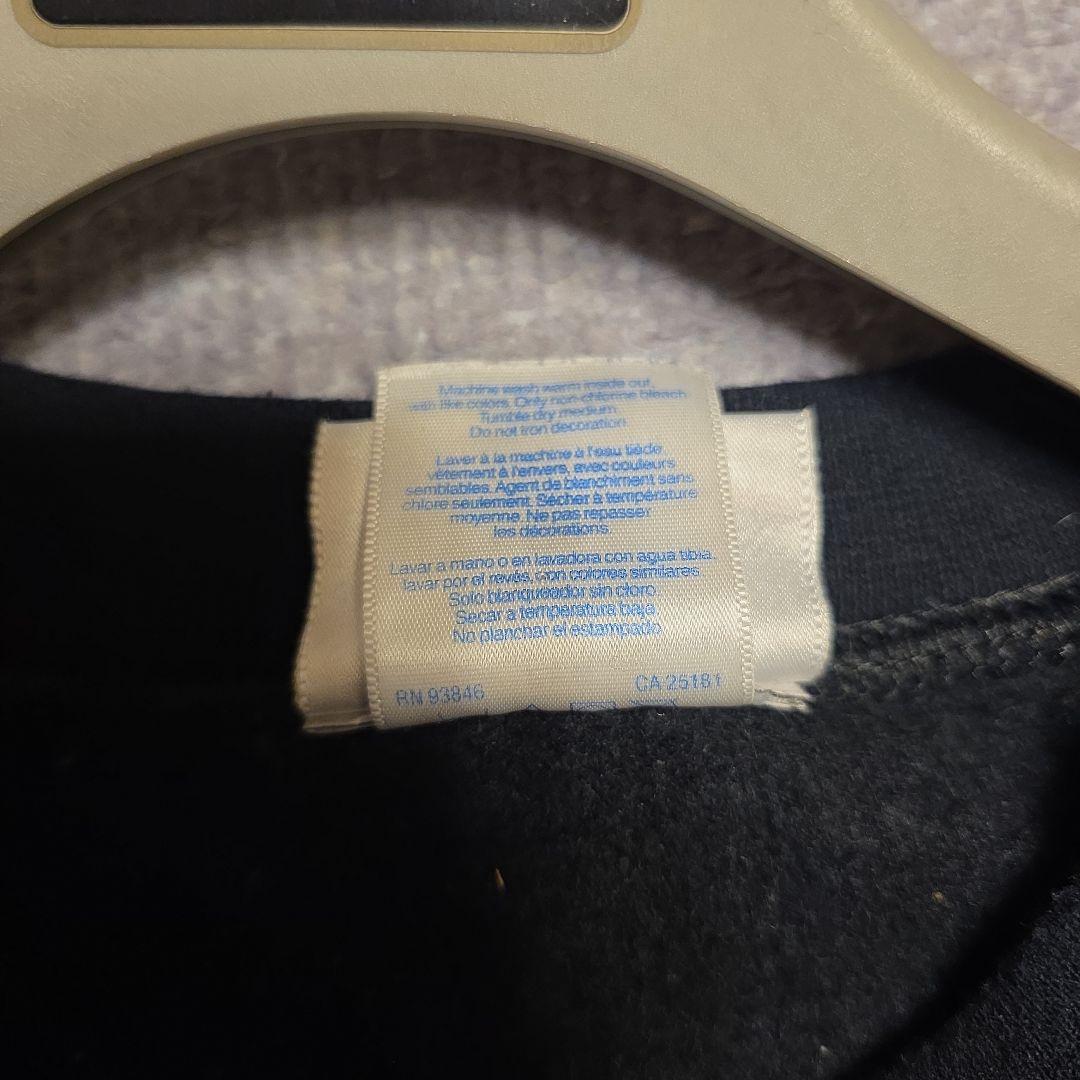 Machine wash warm inside out,
with like colors. Only non-chlorine bleach.
Tumble dry medium.
Do not iron decoration.
Laver à la machine à l'eau tiède
vêtement à l'envers, avec couleurs
semblables. Agent de blanchiment sans
chlore seulement. Sécher à température
moyenne. Ne pas repasser
les décorations.
Lavar a mano o en lavadora con agua tibia.
lavar por el revés, con colores similares.
Solo blanqueador sin cloro.
Secar a temperatura baja.
No planchar el estampado.
RN 93846 CA 25181